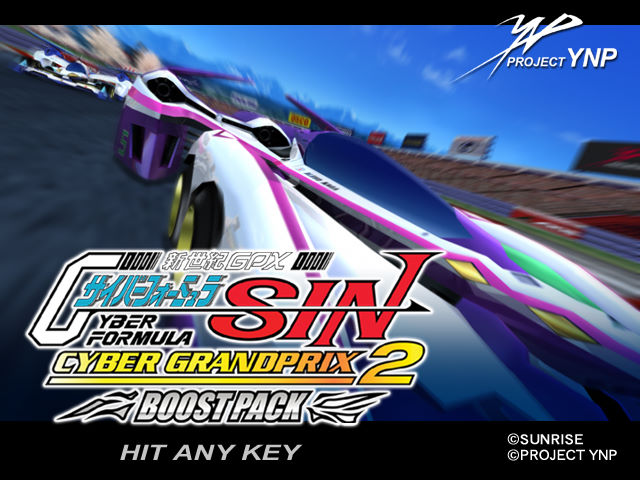 YNP
PROJECT YNP
新世紀GPX
サイバーフォーミュラ
CYBER FORMULA
SIN
CYBER GRANDPRIX 2
BOOST PACK
HIT ANY KEY
©SUNRISE
©PROJECT YNP